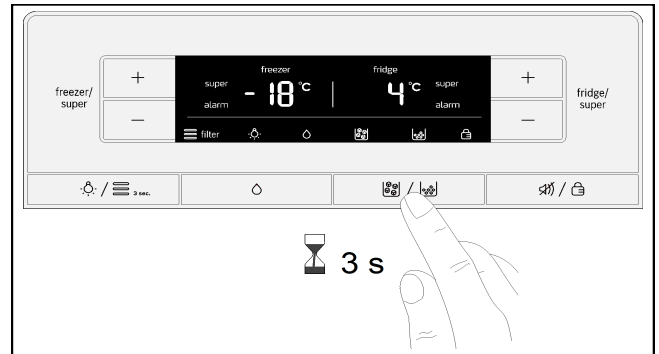 freezer/
super
+
—
freezer
super
alarm
-18 °C
fridge
4 °C
super
alarm
filter
+
—
fridge/
super
/ 3 sec.
/
/
3 s